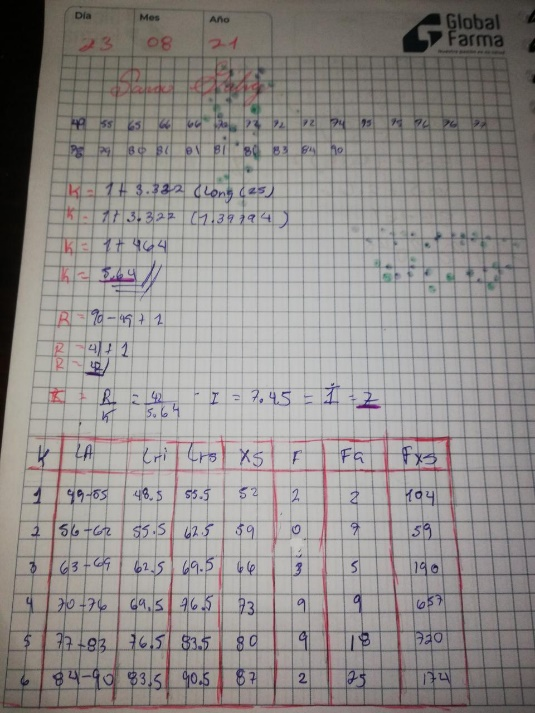 Día Mes Año
23 08 21
Global
Farma
49 55 65 66 66 70 72 72 72 74 75 75 76 76 77
78 79 80 81 81 81 83 84 90
K = 1 + 3.322 (Long (25)
K = 1 + 3.322 (1.39794)
K = 1 + 4.64
K = 5.64
R = 90 - 49 + 1
R = 41 + 1
R = 42
I = R/K = 42/5.64 - I = 7.45 = I = 7
K LA Lri Lrs XS F Fa FXS
1 49-55 48.5 55.5 52 2 2 104
2 56-62 55.5 62.5 59 0 59
3 63-69 62.5 69.5 66 3 5 198
4 70-76 69.5 76.5 73 9 9 657
5 77-83 76.5 83.5 80 9 18 720
6 84-90 83.5 90.5 87 2 25 174